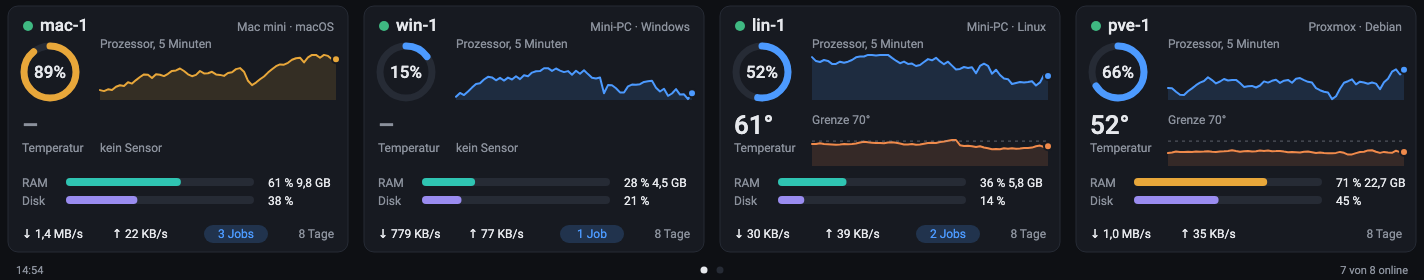 mac-1 Mac mini · macOS
Prozessor, 5 Minuten
89%
–
Temperatur kein Sensor
RAM 61 % 9,8 GB
Disk 38 %
↓ 1,4 MB/s ↑ 22 KB/s 3 Jobs 8 Tage
win-1 Mini-PC · Windows
Prozessor, 5 Minuten
15%
–
Temperatur kein Sensor
RAM 28 % 4,5 GB
Disk 21 %
↓ 779 KB/s ↑ 77 KB/s 1 Job 8 Tage
lin-1 Mini-PC · Linux
Prozessor, 5 Minuten
52%
61° Grenze 70°
Temperatur
RAM 36 % 5,8 GB
Disk 14 %
↓ 30 KB/s ↑ 39 KB/s 2 Jobs 8 Tage
pve-1 Proxmox · Debian
Prozessor, 5 Minuten
66%
52° Grenze 70°
Temperatur
RAM 71 % 22,7 GB
Disk 45 %
↓ 1,0 MB/s ↑ 35 KB/s 8 Tage
14:54 7 von 8 online